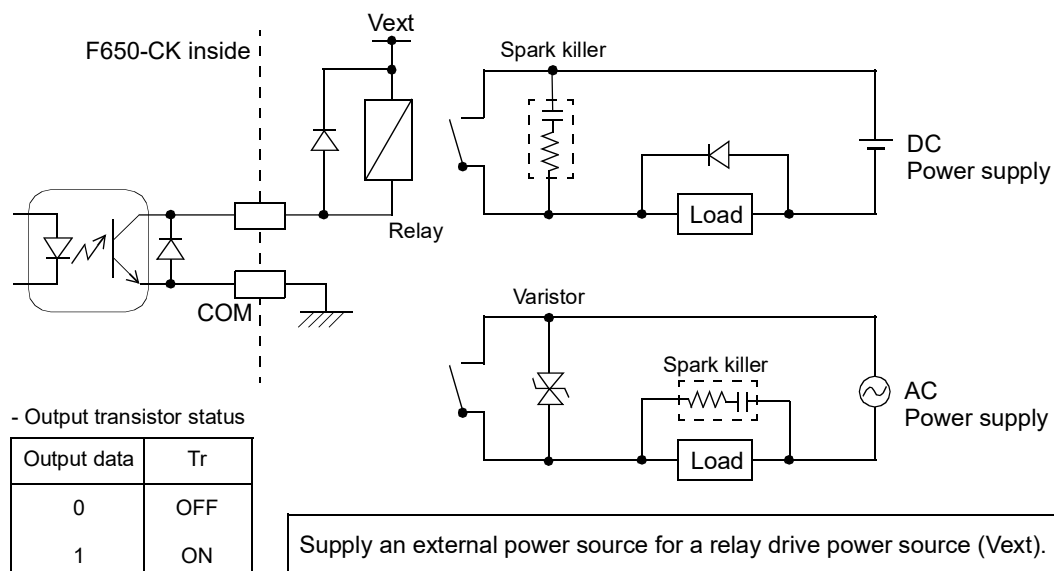 Vext
F650-CK inside
Relay
COM
Spark killer
DC
Power supply
Load
Varistor
Spark killer
AC
Power supply
Load
- Output transistor status
Output data Tr
0 OFF
1 ON
Supply an external power source for a relay drive power source (Vext).